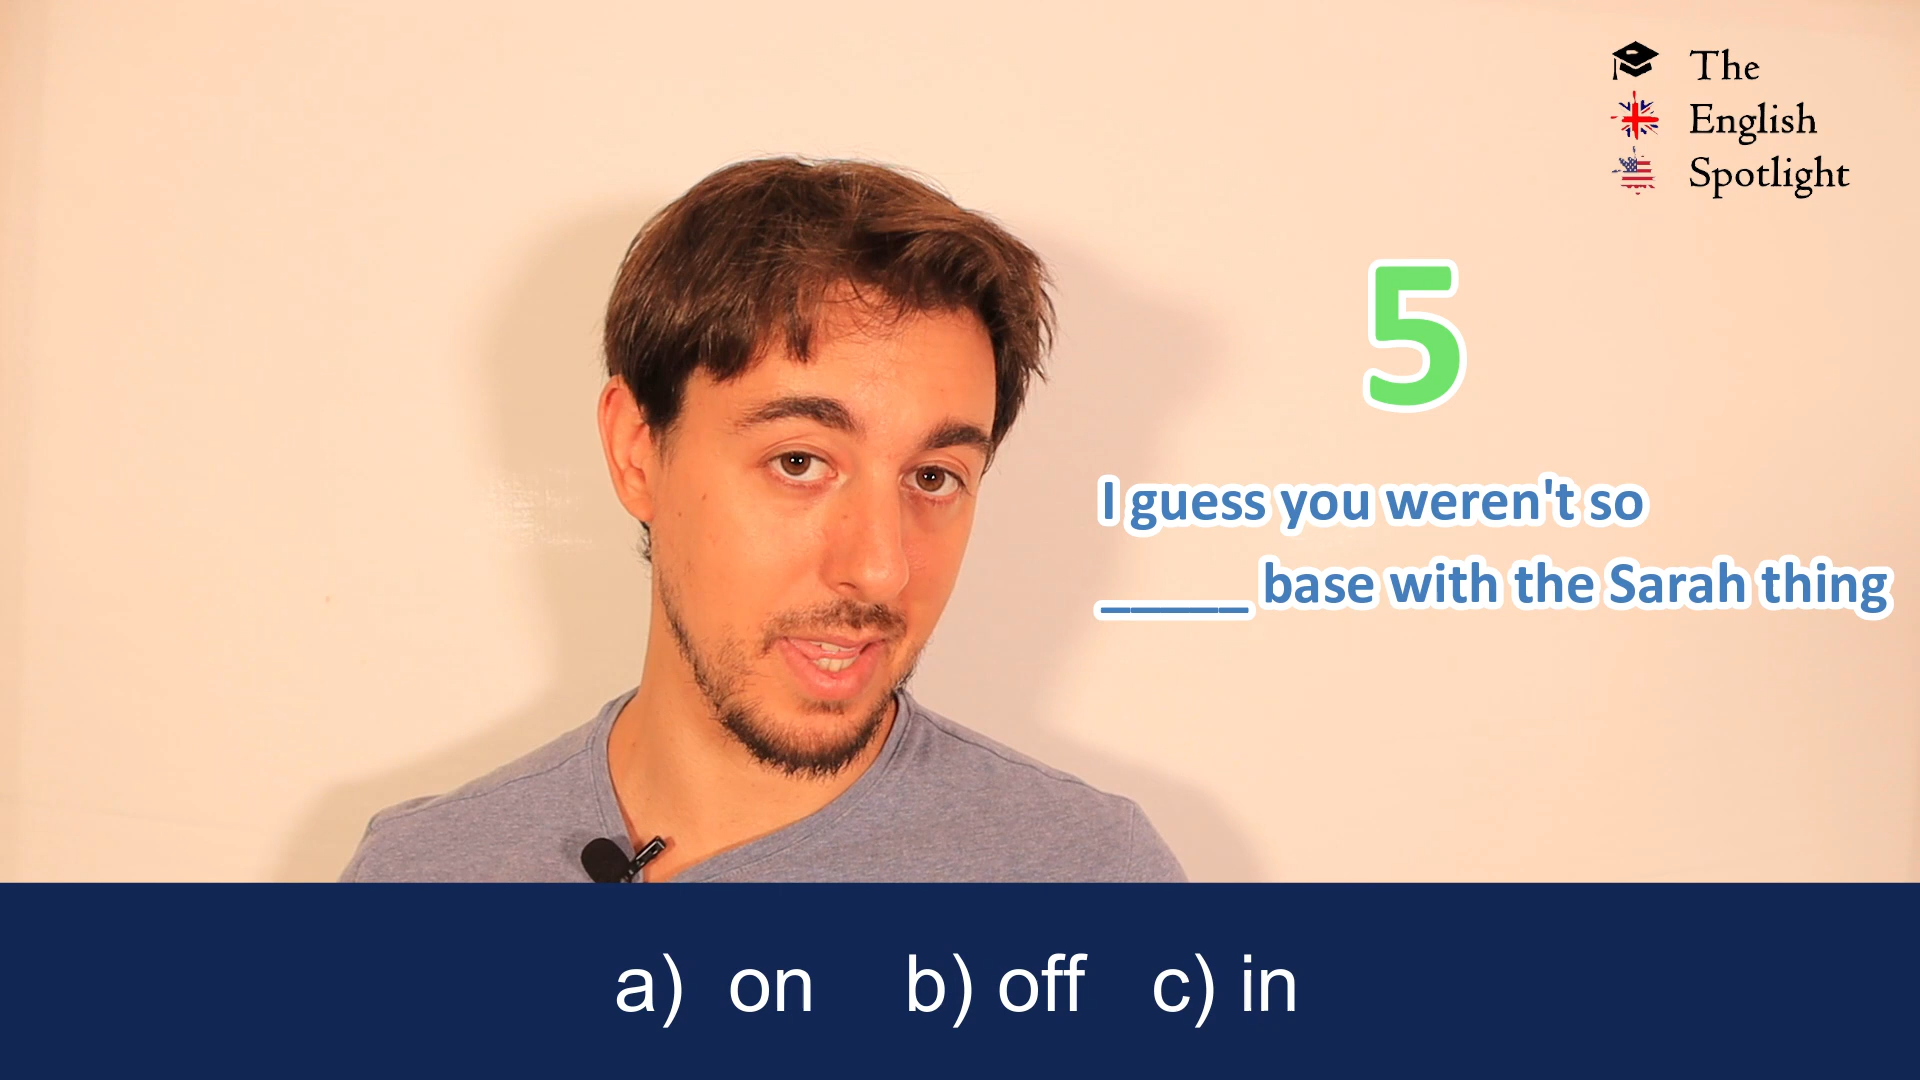 The
English
Spotlight
5
I guess you weren't so
_____ base with the Sarah thing
a) on b) off c) in